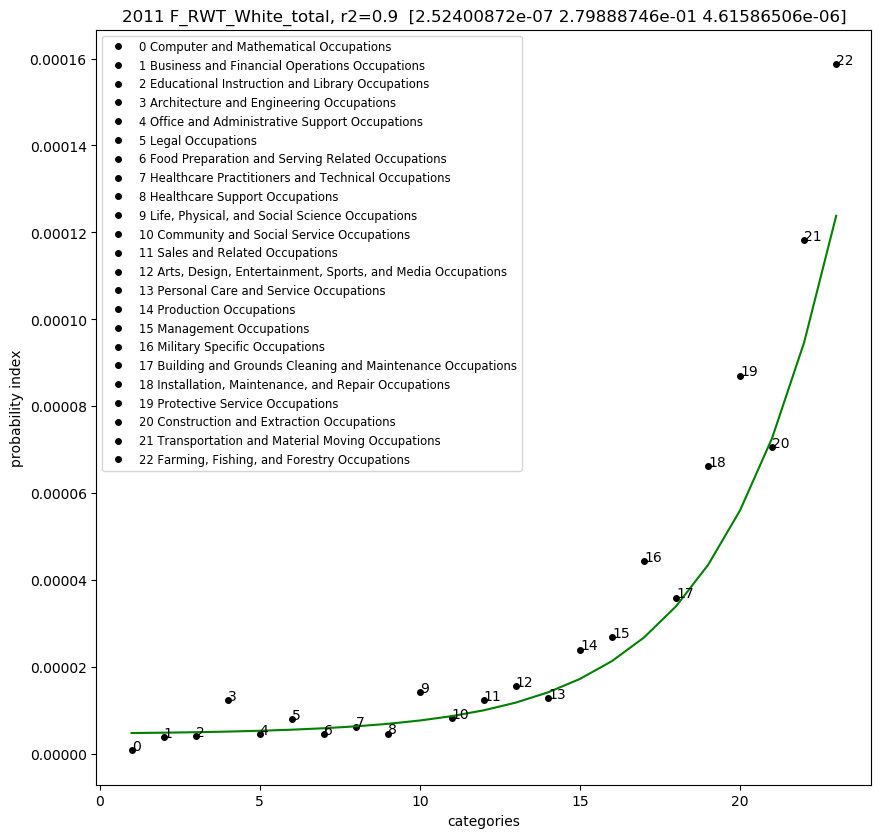 2011 F_RWT_White_total, r2=0.9 [2.52400872e-07 2.79888746e-01 4.61586506e-06]
0 Computer and Mathematical Occupations
1 Business and Financial Operations Occupations
2 Educational Instruction and Library Occupations
3 Architecture and Engineering Occupations
4 Office and Administrative Support Occupations
5 Legal Occupations
6 Food Preparation and Serving Related Occupations
7 Healthcare Practitioners and Technical Occupations
8 Healthcare Support Occupations
9 Life, Physical, and Social Science Occupations
10 Community and Social Service Occupations
11 Sales and Related Occupations
12 Arts, Design, Entertainment, Sports, and Media Occupations
13 Personal Care and Service Occupations
14 Production Occupations
15 Management Occupations
16 Military Specific Occupations
17 Building and Grounds Cleaning and Maintenance Occupations
18 Installation, Maintenance, and Repair Occupations
19 Protective Service Occupations
20 Construction and Extraction Occupations
21 Transportation and Material Moving Occupations
22 Farming, Fishing, and Forestry Occupations
probability index
0.00016
0.00014
0.00012
0.00010
0.00008
0.00006
0.00004
0.00002
0.00000
0
1
2
3
4
5
6
7
8
9
10
11
12
13
14
15
16
17
18
19
20
21
22
0
5
10
15
20
categories